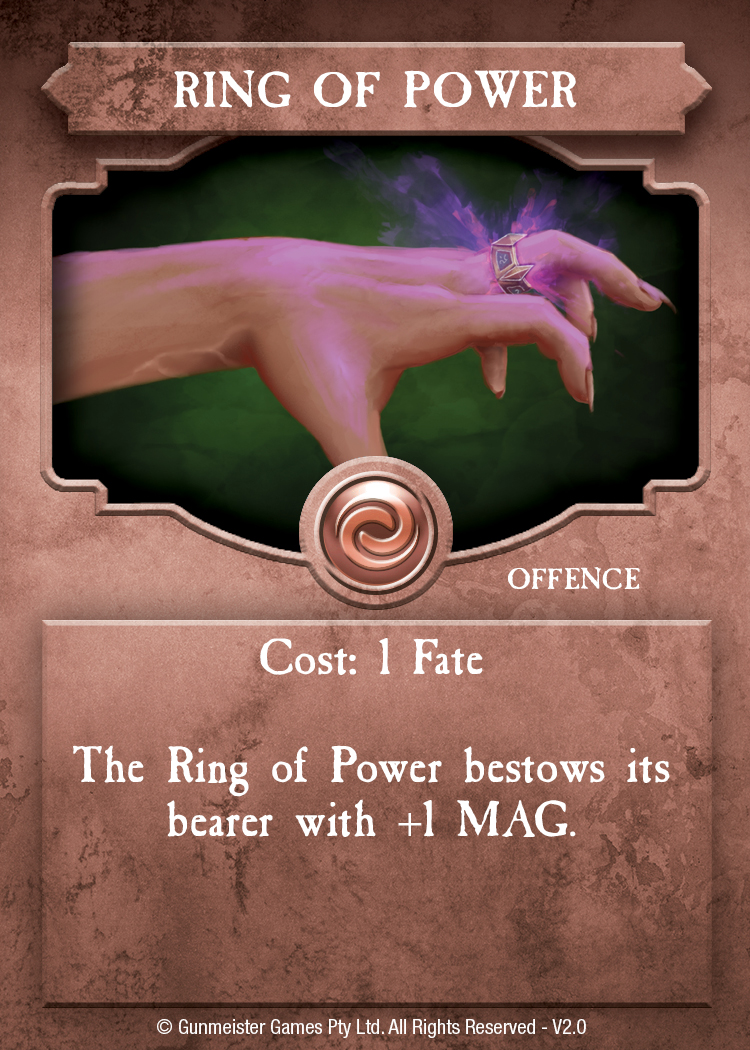 RING OF POWER
OFFENCE
Cost: 1 Fate
The Ring of Power bestows its
bearer with +1 MAG.
© Gunmeister Games Pty Ltd. All Rights Reserved - V2.0